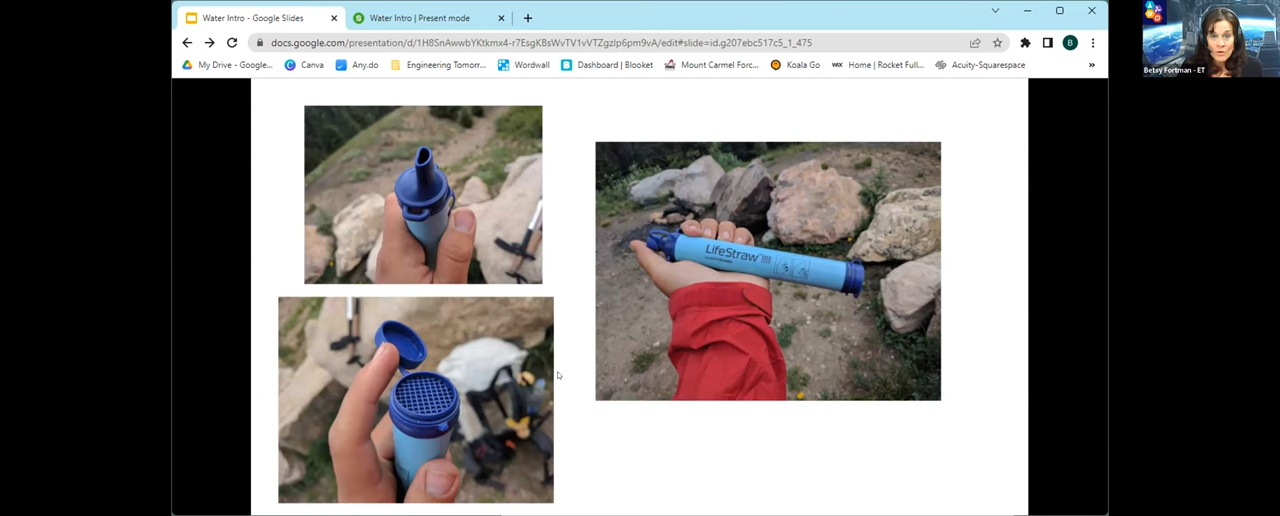 Water Intro - Google Slides
Water Intro | Present mode
docs.google.com/presentation/d/1H8SnAwwbYKtkmx4-r7EsgKBsWvTV1vVTZgzlp6pm9vA/edit#slide=id.g207ebc517c5_1_475
B
My Drive - Google...
Canva
Any.do
Engineering Tomorr...
Wordwall
Dashboard | Blooket
Mount Carmel Forc...
Koala Go
WIX
Home | Rocket Full...
Acuity-Squarespace
Betsy Fortman - ET
LifeStraw